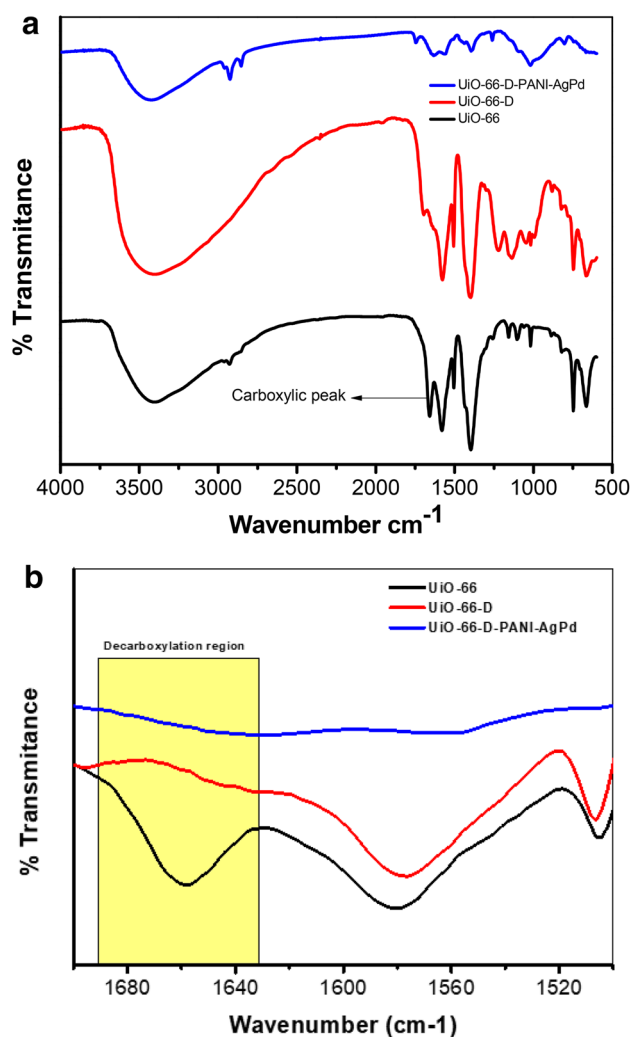 a
UiO-66-D-PANI-AgPd
UiO-66-D
UiO-66
% Transmitance
Carboxylic peak
4000 3500 3000 2500 2000 1500 1000 500
Wavenumber cm-1
b
UiO-66
UiO-66-D
UiO-66-D-PANI-AgPd
Decarboxylation region
% Transmitance
1680 1640 1600 1560 1520
Wavenumber (cm-1)